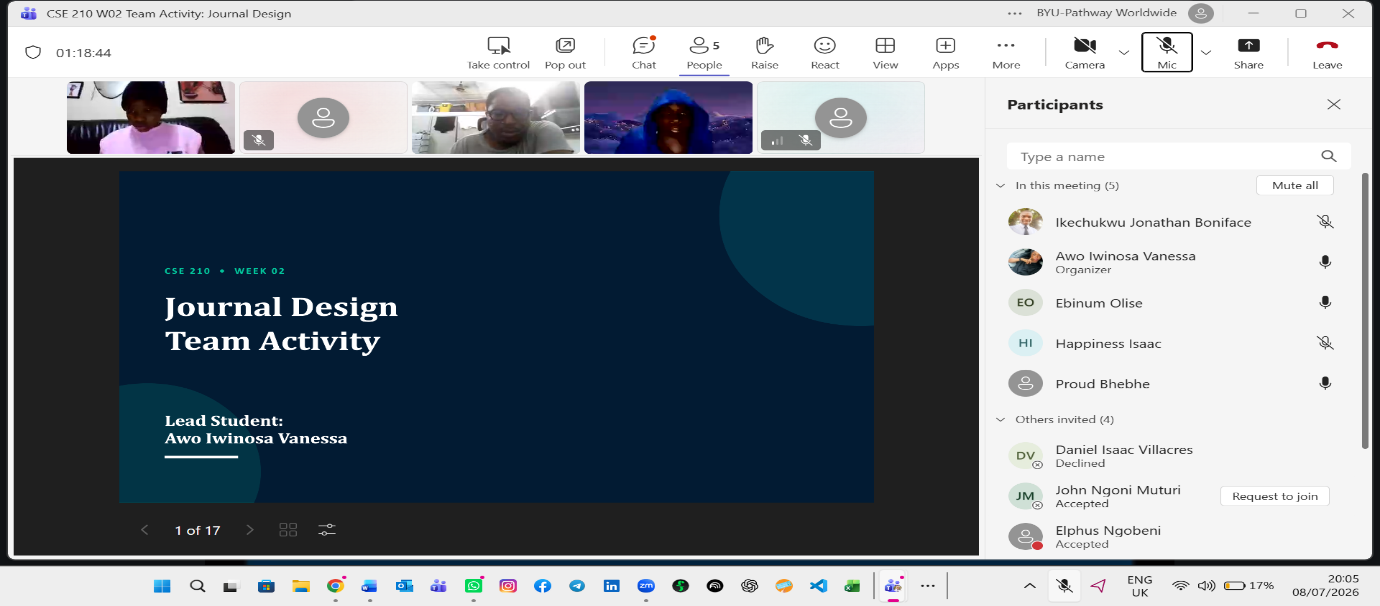 CSE 210 W02 Team Activity: Journal Design
BYU-Pathway Worldwide
01:18:44
Take control
Pop out
Chat
5
People
Raise
React
View
Apps
More
Camera
Mic
Share
Leave
CSE 210 • WEEK 02
Journal Design
Team Activity
Lead Student:
Awo Iwinosa Vanessa
1 of 17
Participants
Type a name
In this meeting (5)
Mute all
Ikechukwu Jonathan Boniface
Awo Iwinosa Vanessa
Organizer
EO
Ebinum Olise
HI
Happiness Isaac
Proud Bhebhe
Others invited (4)
DV
Daniel Isaac Villacres
Declined
JM
John Ngoni Muturi
Accepted
Request to join
Elphus Ngobeni
Accepted
zm
ENG
UK
17%
20:05
08/07/2026